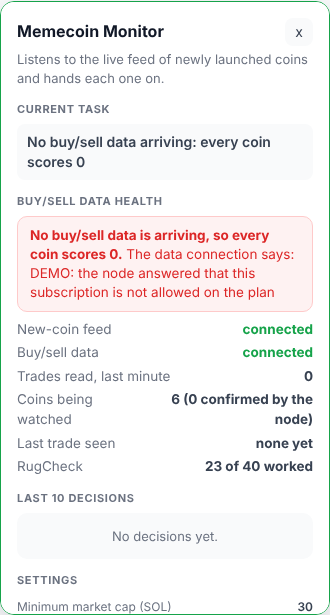 Memecoin Monitor
x
Listens to the live feed of newly launched coins
and hands each one on.
CURRENT TASK
No buy/sell data arriving: every coin
scores 0
BUY/SELL DATA HEALTH
No buy/sell data is arriving, so every
coin scores 0. The data connection says:
DEMO: the node answered that this
subscription is not allowed on the plan
New-coin feed connected
Buy/sell data connected
Trades read, last minute 0
Coins being watched 6 (0 confirmed by the node)
Last trade seen none yet
RugCheck 23 of 40 worked
LAST 10 DECISIONS
No decisions yet.
SETTINGS
Minimum market cap (SOL) 30